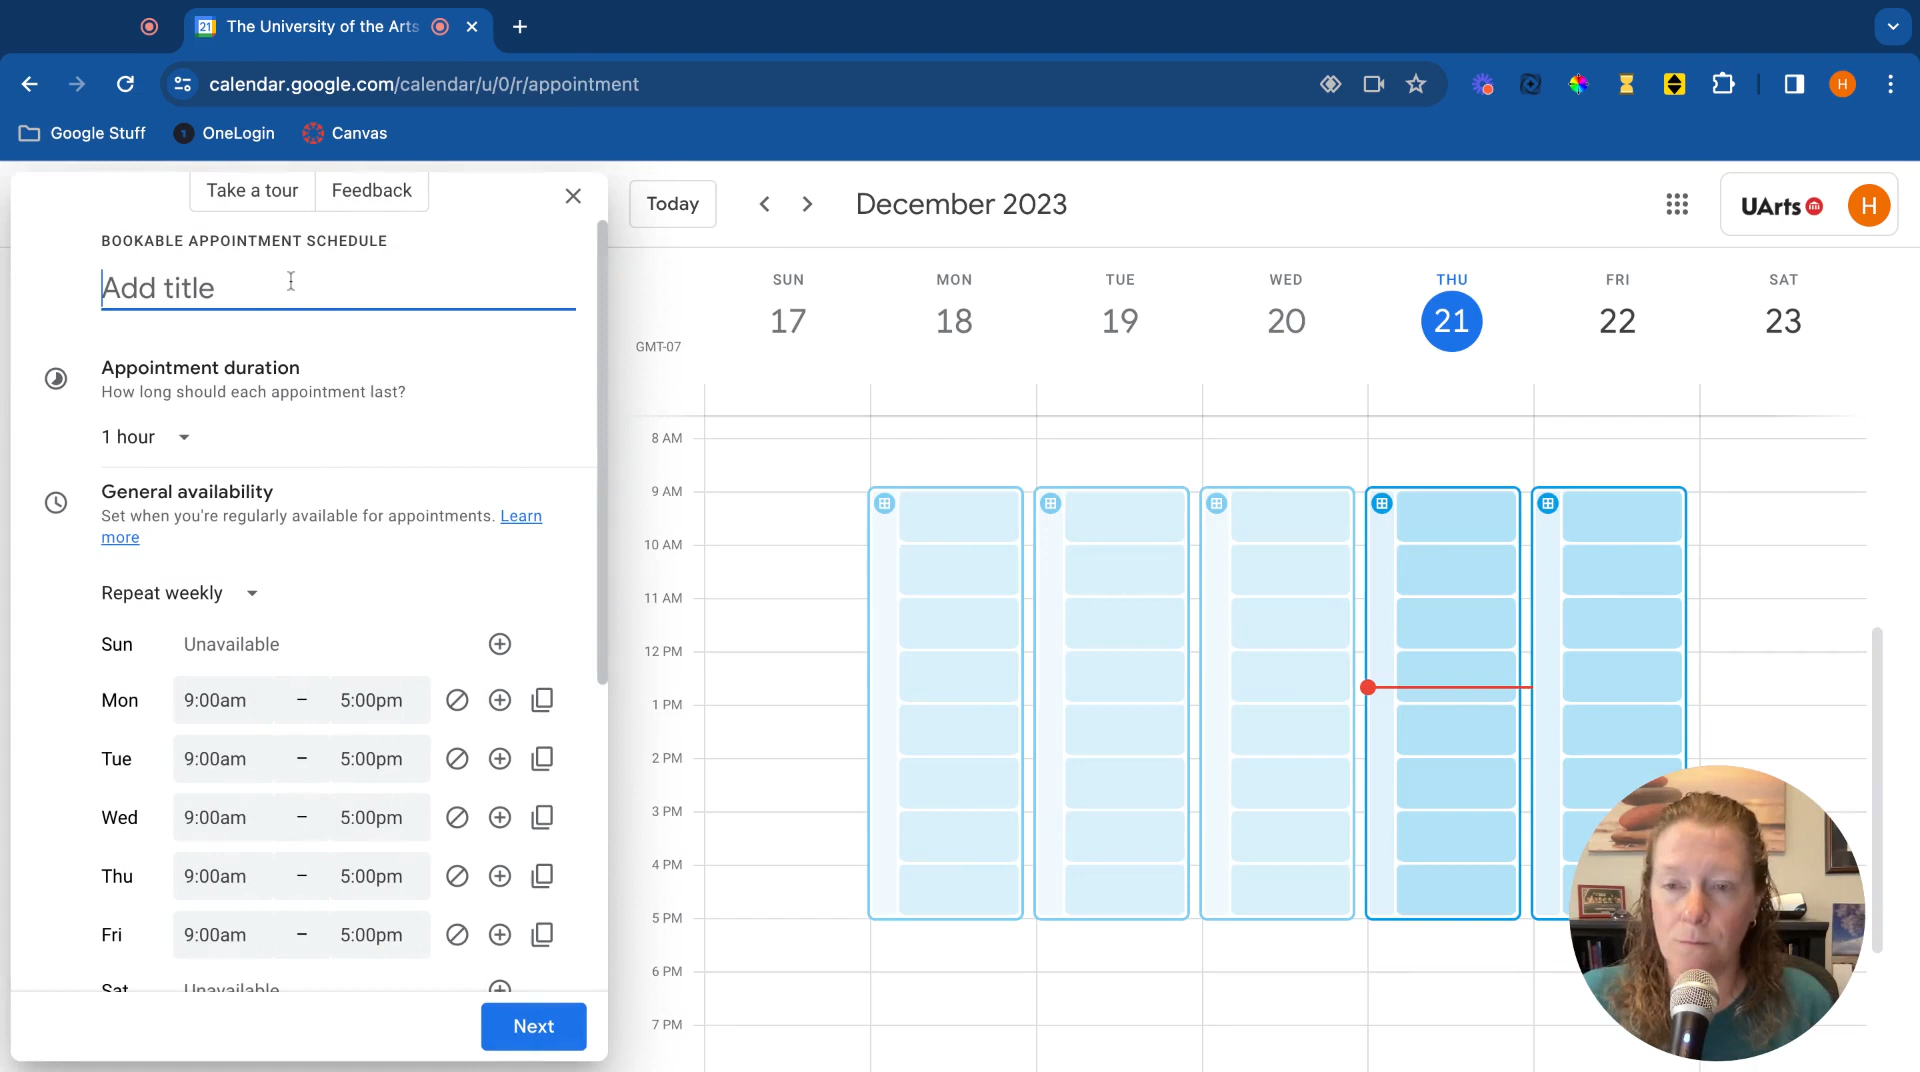 21 The University of the Arts
calendar.google.com/calendar/u/0/r/appointment
H
Google Stuff
1 OneLogin
Canvas
Take a tour
Feedback
BOOKABLE APPOINTMENT SCHEDULE
Add title
Appointment duration
How long should each appointment last?
1 hour
General availability
Set when you're regularly available for appointments. Learn
more
Repeat weekly
Sun Unavailable
Mon 9:00am – 5:00pm
Tue 9:00am – 5:00pm
Wed 9:00am – 5:00pm
Thu 9:00am – 5:00pm
Fri 9:00am – 5:00pm
Sat Unavailable
Next
Today
December 2023
UArts
H
SUN MON TUE WED THU FRI SAT
17 18 19 20 21 22 23
GMT-07
8 AM
9 AM
10 AM
11 AM
12 PM
1 PM
2 PM
3 PM
4 PM
5 PM
6 PM
7 PM